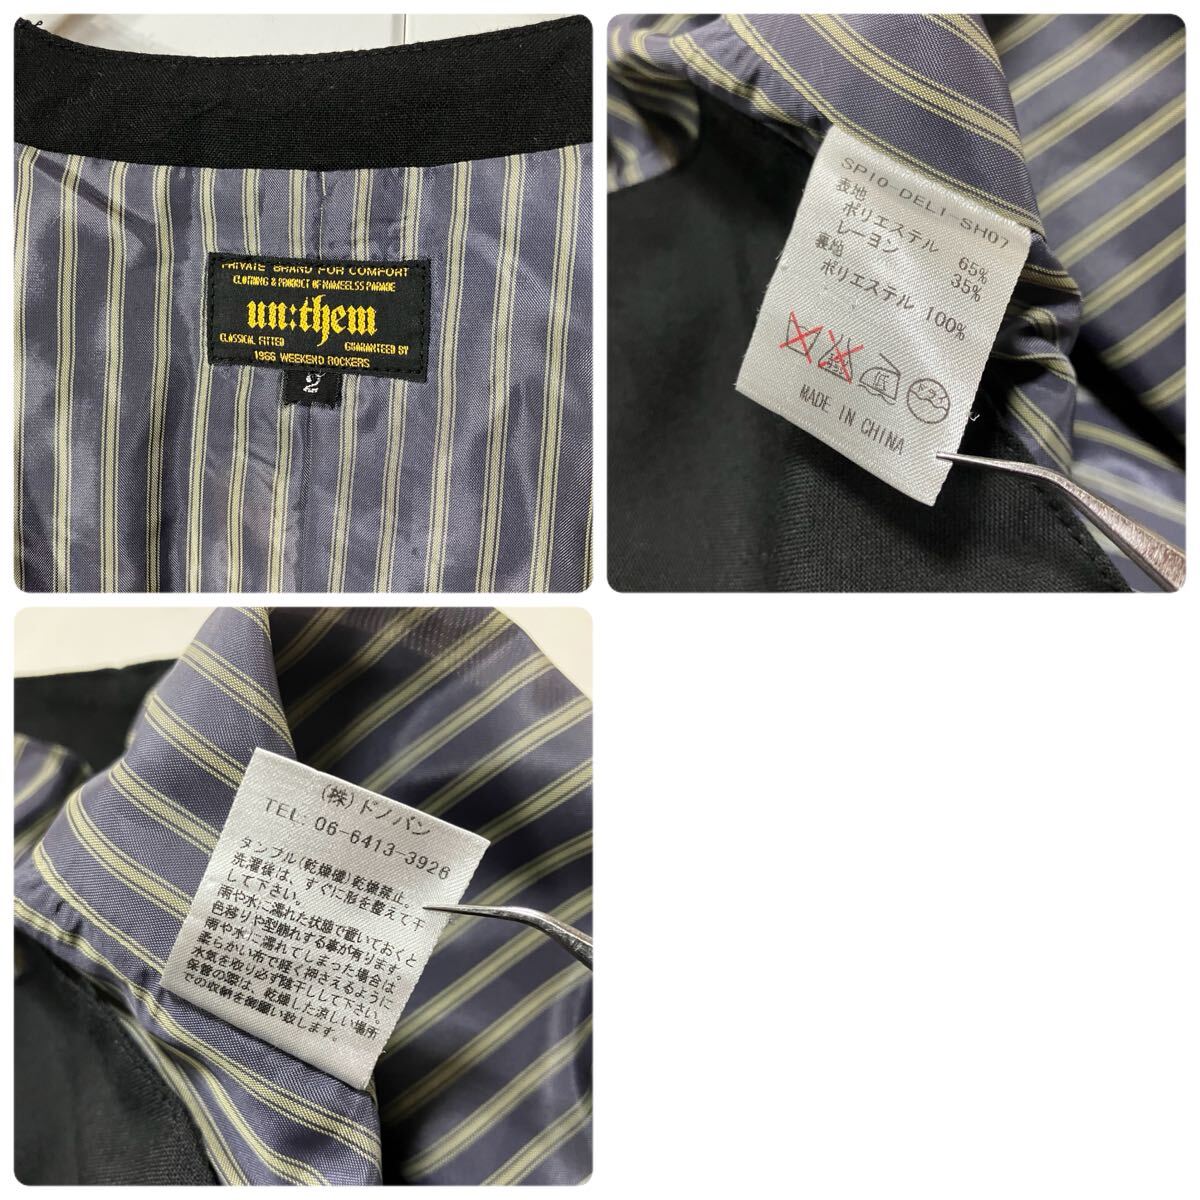 PRIVATE BRAND FOR COMFORT
CLOTHING & PRODUCT OF NAMEELSS PARADE
un:them
CLASSICAL FITTED GUARANTEED BY
1966 WEEKEND ROCKERS
2
SP10-DELI-SH07
表地
ポリエステル 65%
レーヨン 35%
裏地
ポリエステル 100%
MADE IN CHINA
(株)ドノバン
TEL: 06-6413-3926
タンブル(乾燥機)乾燥禁止。
洗濯後は、すぐに形を整えて干
して下さい。
雨や水に濡れた状態で置いておくと
色移りや型崩れする事が有ります。
雨や水に濡れてしまった場合は
柔らかい布で軽く押さえるように
水気を取り必ず陰干しして下さい。
保管の際は、乾燥した涼しい場所
での収納を御願い致します。